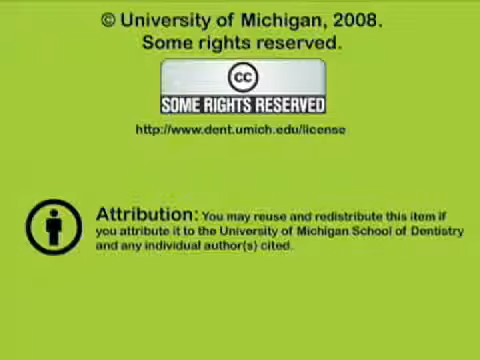 © University of Michigan, 2008.
Some rights reserved.
cc
SOME RIGHTS RESERVED
http://www.dent.umich.edu/license
Attribution: You may reuse and redistribute this item if
you attribute it to the University of Michigan School of Dentistry
and any individual author(s) cited.